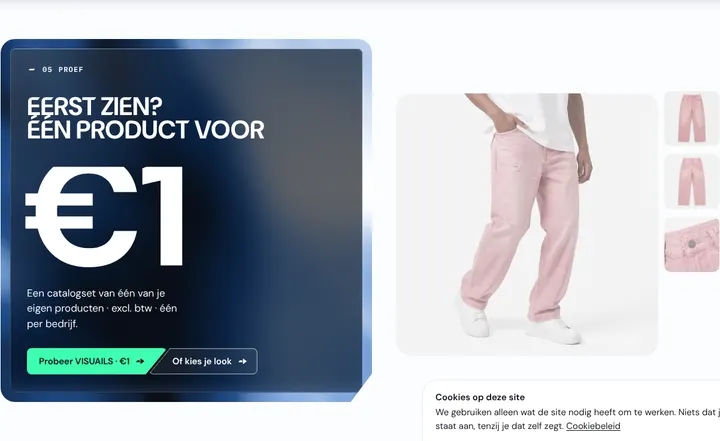 — 05 PROEF
EERST ZIEN?
ÉÉN PRODUCT VOOR
€1
Een catalogset van één van je
eigen producten · excl. btw · één
per bedrijf.
Probeer VISUAILS · €1 →
Of kies je look →
Cookies op deze site
We gebruiken alleen wat de site nodig heeft om te werken. Niets dat j
staat aan, tenzij je dat zelf zegt. Cookiebeleid